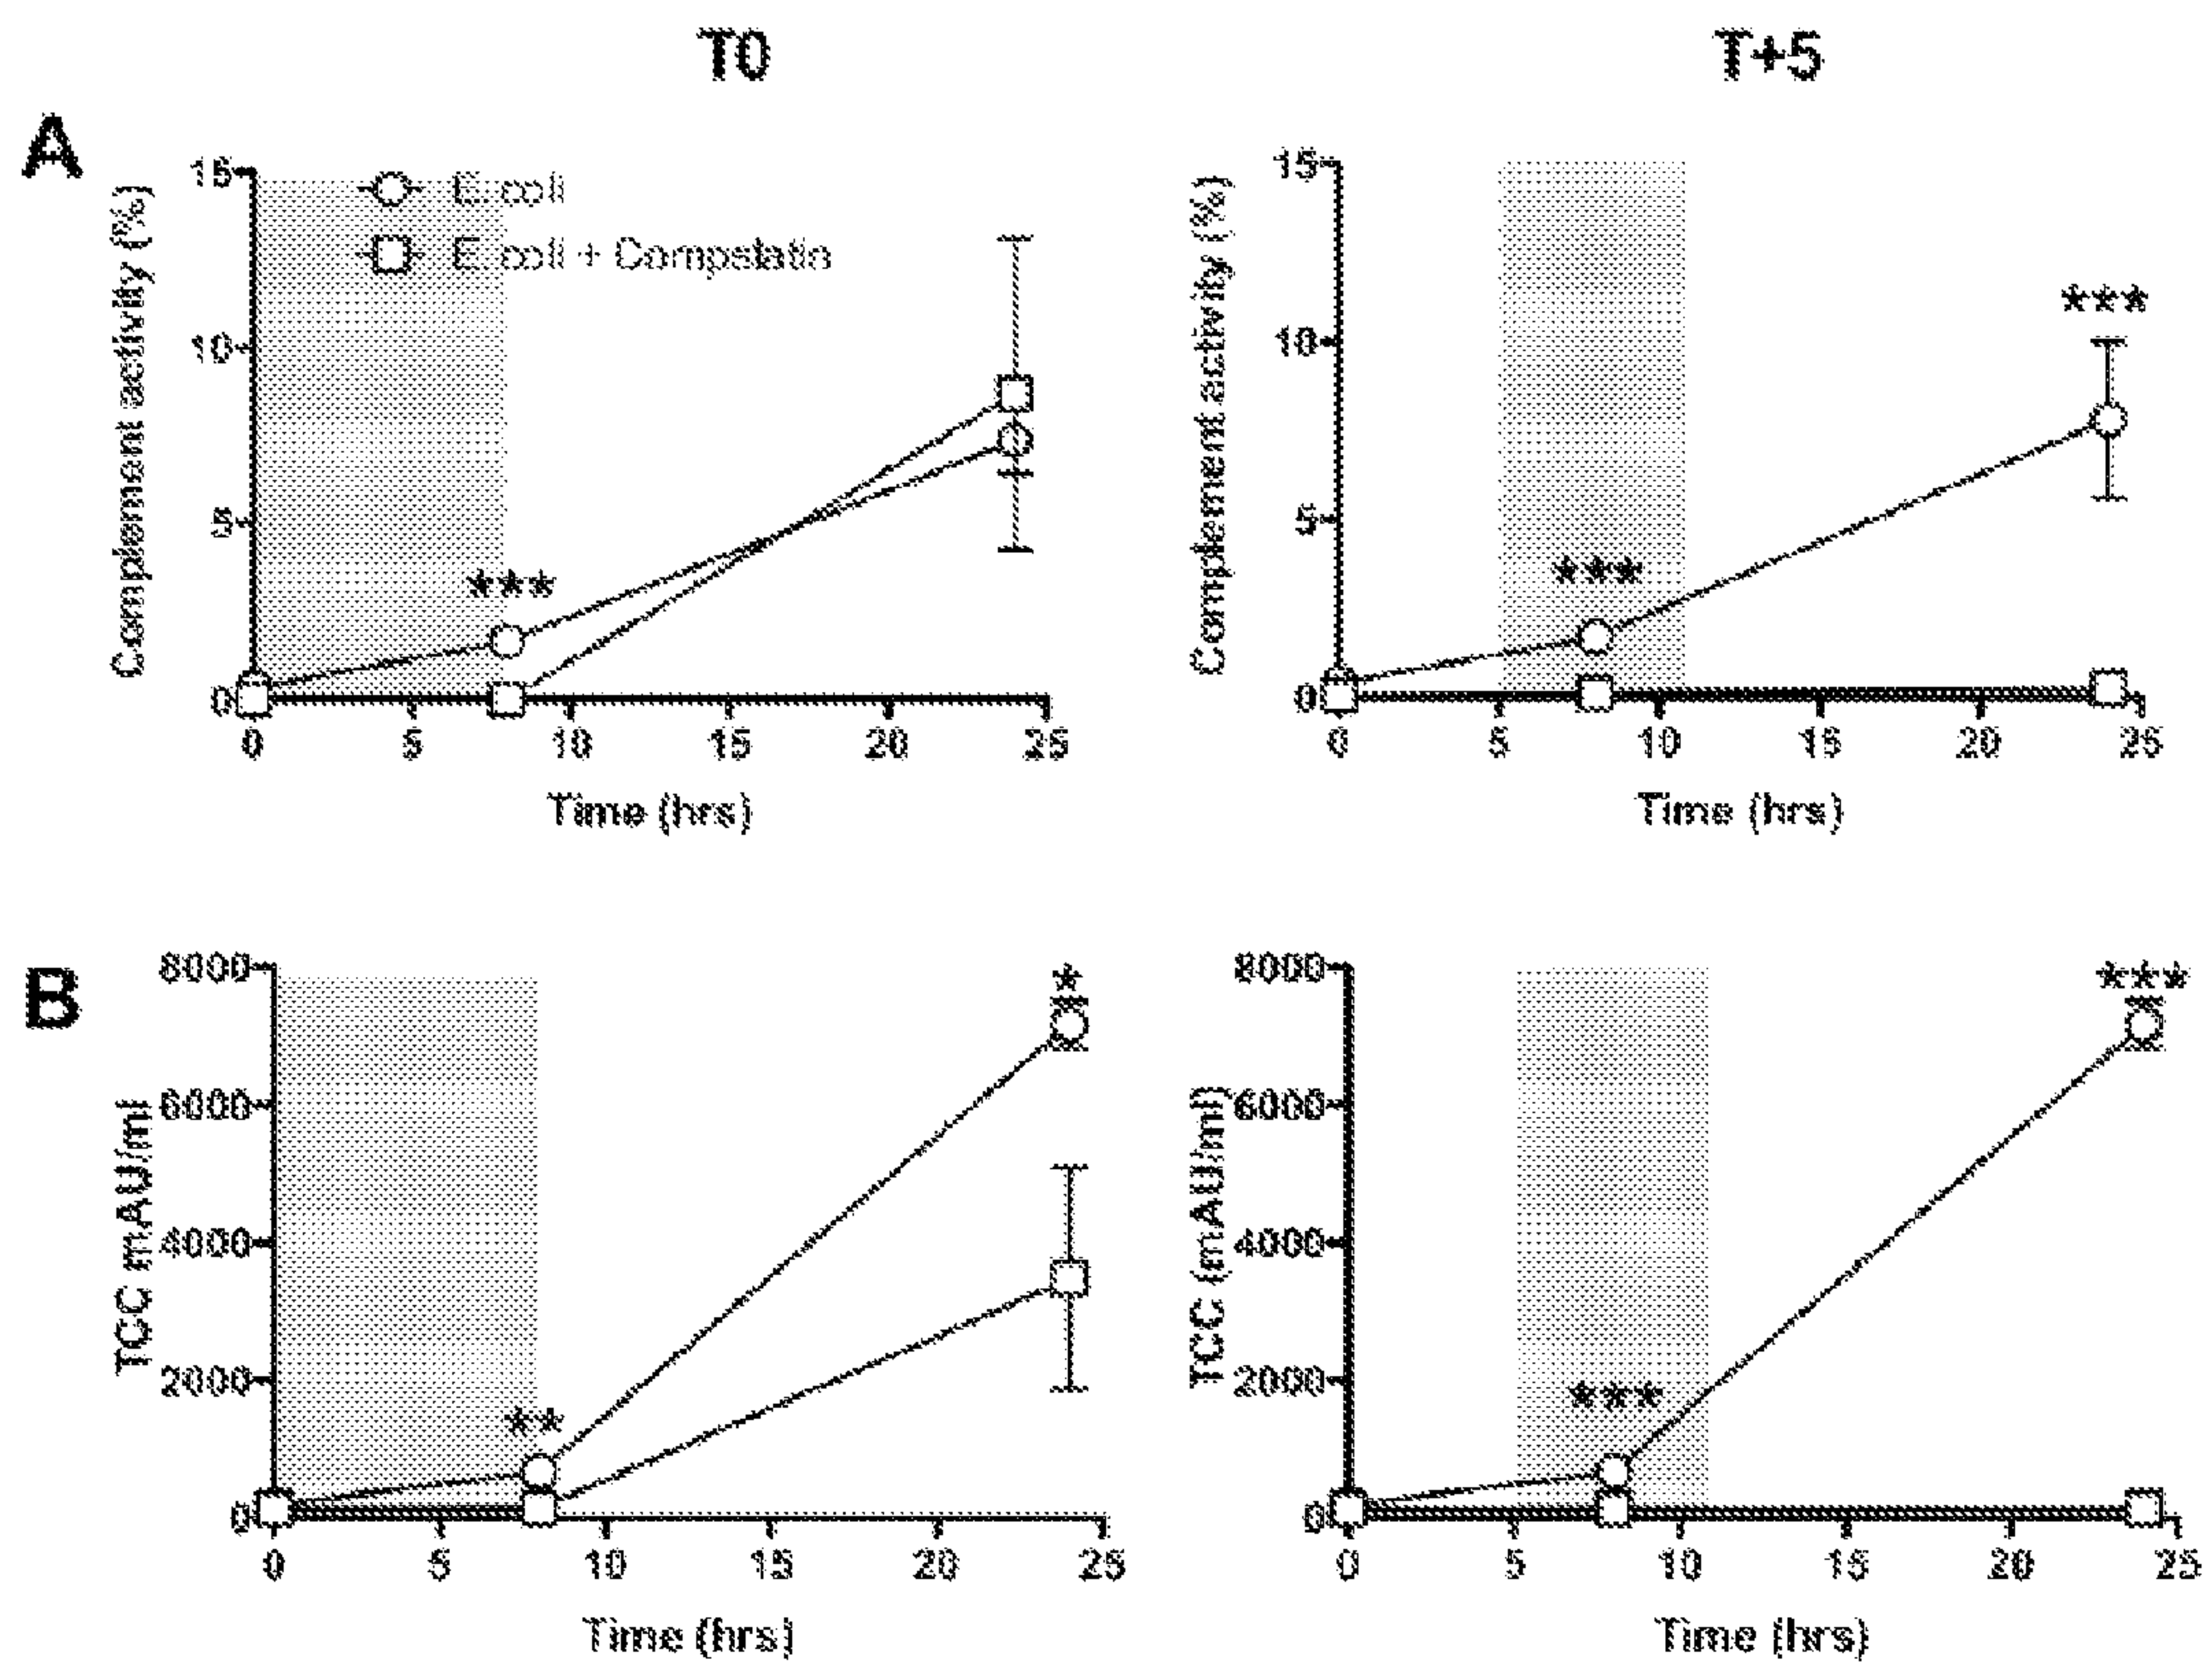 T0
T+5
A
15
10
5
0
Complement activity (%)
E coli
E coli + Compstatin
***
0 5 10 15 20 25
Time (hrs)
15
10
5
0
Complement activity (%)
***
***
0 5 10 15 20 25
Time (hrs)
B
8000
6000
4000
2000
0
TCC mAU/ml
**
*
0 5 10 15 20 25
Time (hrs)
8000
6000
4000
2000
0
TCC (mAU/ml)
***
***
0 5 10 15 20 25
Time (hrs)